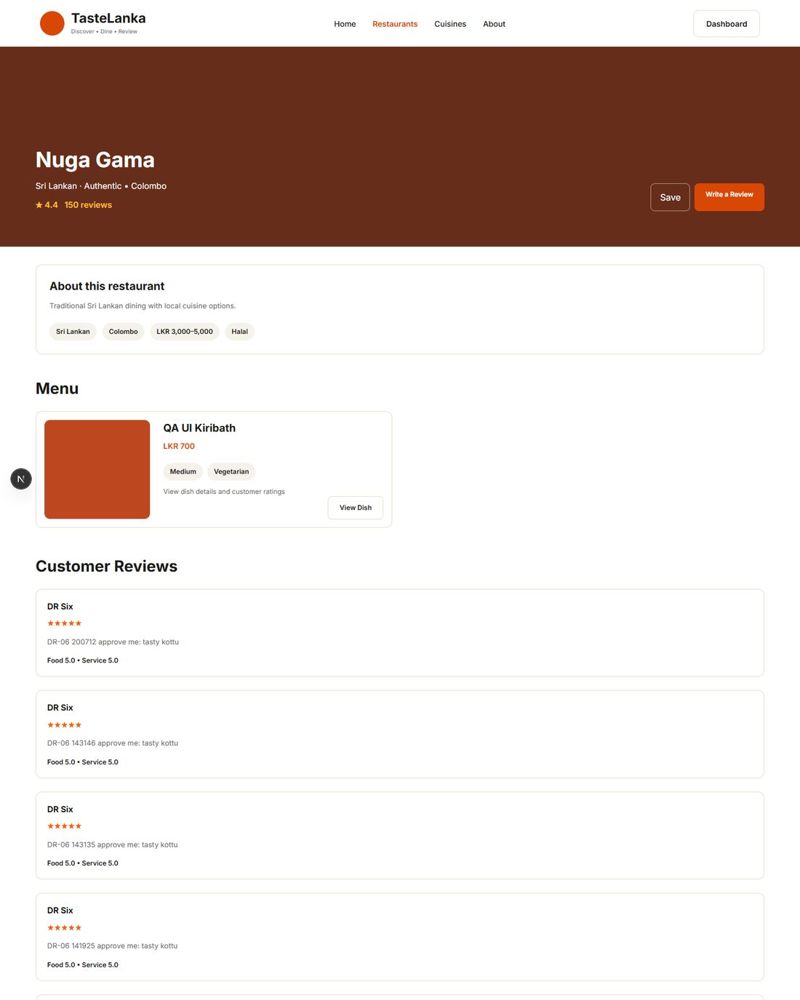 TasteLanka
Discover • Dine • Review
Home
Restaurants
Cuisines
About
Dashboard
Nuga Gama
Sri Lankan · Authentic • Colombo
★ 4.4 150 reviews
Save
Write a Review
About this restaurant
Traditional Sri Lankan dining with local cuisine options.
Sri Lankan
Colombo
LKR 3,000–5,000
Halal
Menu
QA UI Kiribath
LKR 700
Medium
Vegetarian
View dish details and customer ratings
View Dish
N
Customer Reviews
DR Six
★★★★★
DR-06 200712 approve me: tasty kottu
Food 5.0 • Service 5.0
DR Six
★★★★★
DR-06 143146 approve me: tasty kottu
Food 5.0 • Service 5.0
DR Six
★★★★★
DR-06 143135 approve me: tasty kottu
Food 5.0 • Service 5.0
DR Six
★★★★★
DR-06 141925 approve me: tasty kottu
Food 5.0 • Service 5.0